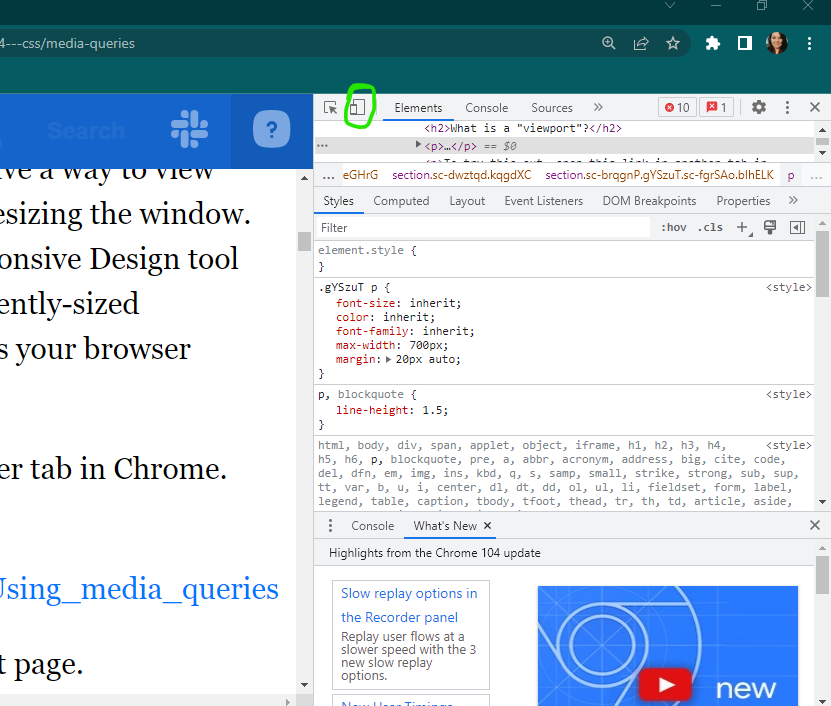 4---css/media-queries
Search
?
ve a way to view
esizing the window.
onsive Design tool
ently-sized
s your browser
er tab in Chrome.
Using_media_queries
t page.
Elements Console Sources » 10 1
<h2>What is a "viewport"?</h2>
... ▶<p>…</p> == $0
... eGHrG section.sc-dwztqd.kqgdXC section.sc-brqgnP.gYSzuT.sc-fgrSAo.bIhELK p ...
Styles Computed Layout Event Listeners DOM Breakpoints Properties »
Filter :hov .cls +
element.style {
}
.gYSzuT p { <style>
font-size: inherit;
color: inherit;
font-family: inherit;
max-width: 700px;
margin: ▶ 20px auto;
}
p, blockquote { <style>
line-height: 1.5;
}
html, body, div, span, applet, object, iframe, h1, h2, h3, h4, <style>
h5, h6, p, blockquote, pre, a, abbr, acronym, address, big, cite, code,
del, dfn, em, img, ins, kbd, q, s, samp, small, strike, strong, sub, sup,
tt, var, b, u, i, center, dl, dt, dd, ol, ul, li, fieldset, form, label,
legend, table, caption, tbody, tfoot, thead, tr, th, td, article, aside,
Console What's New ×
Highlights from the Chrome 104 update
Slow replay options in
the Recorder panel
Replay user flows at a
slower speed with the 3
new slow replay
options.
New User Timings
new